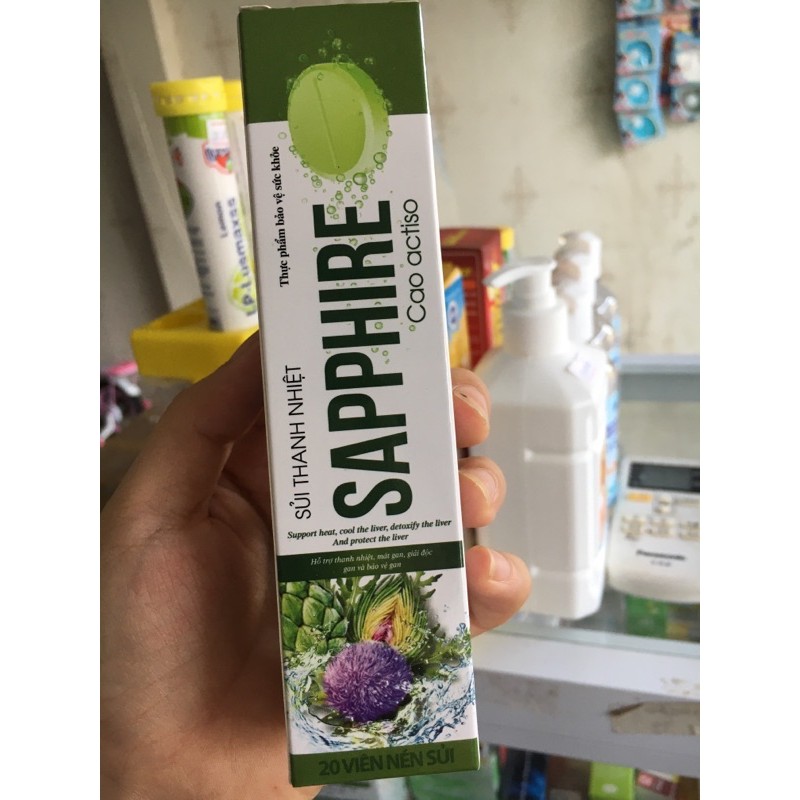 Thực phẩm bảo vệ sức khỏe
SỦI THANH NHIỆT
SAPPHIRE
Cao actiso
Support heat, cool the liver, detoxify the liver
And protect the liver
Hỗ trợ thanh nhiệt, mát gan, giải độc
gan và bảo vệ gan
20 VIÊN NÉN SỦI
Panasonic